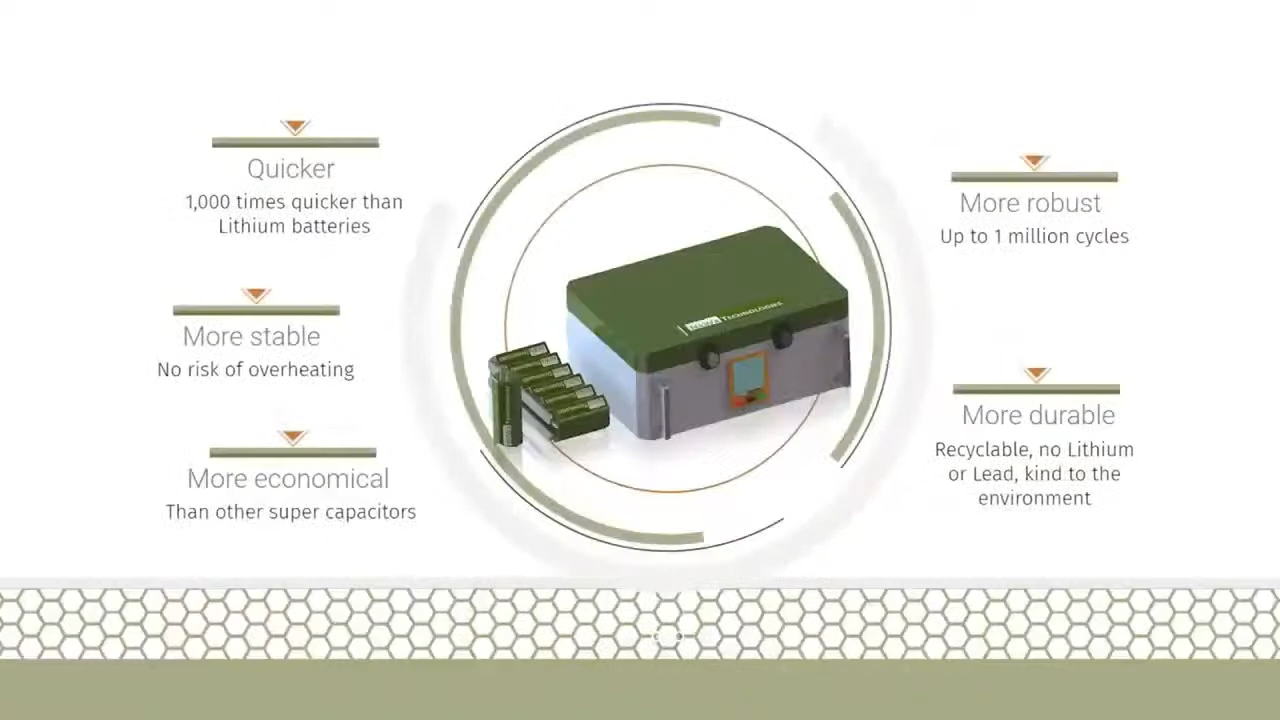 Quicker
1,000 times quicker than
Lithium batteries
More stable
No risk of overheating
More economical
Than other super capacitors
TECHNOLOGIES
More robust
Up to 1 million cycles
More durable
Recyclable, no Lithium
or Lead, kind to the
environment